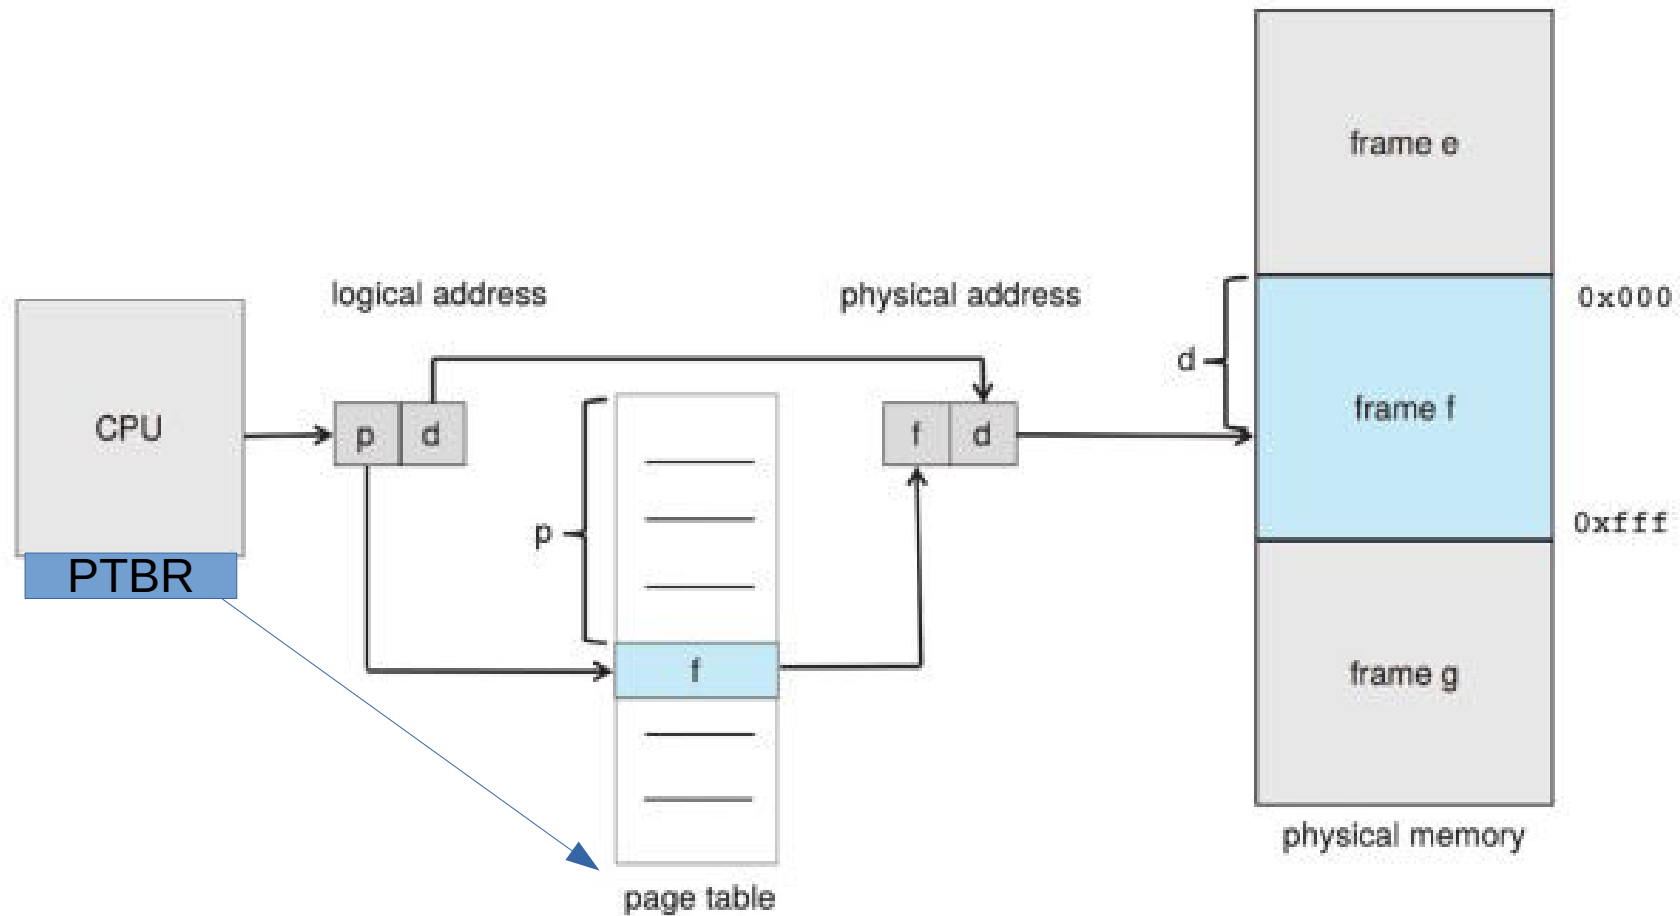 frame e
logical address
physical address
0x000
d
CPU
p d
f d
frame f
p
0xfff
PTBR
f
frame g
physical memory
page table